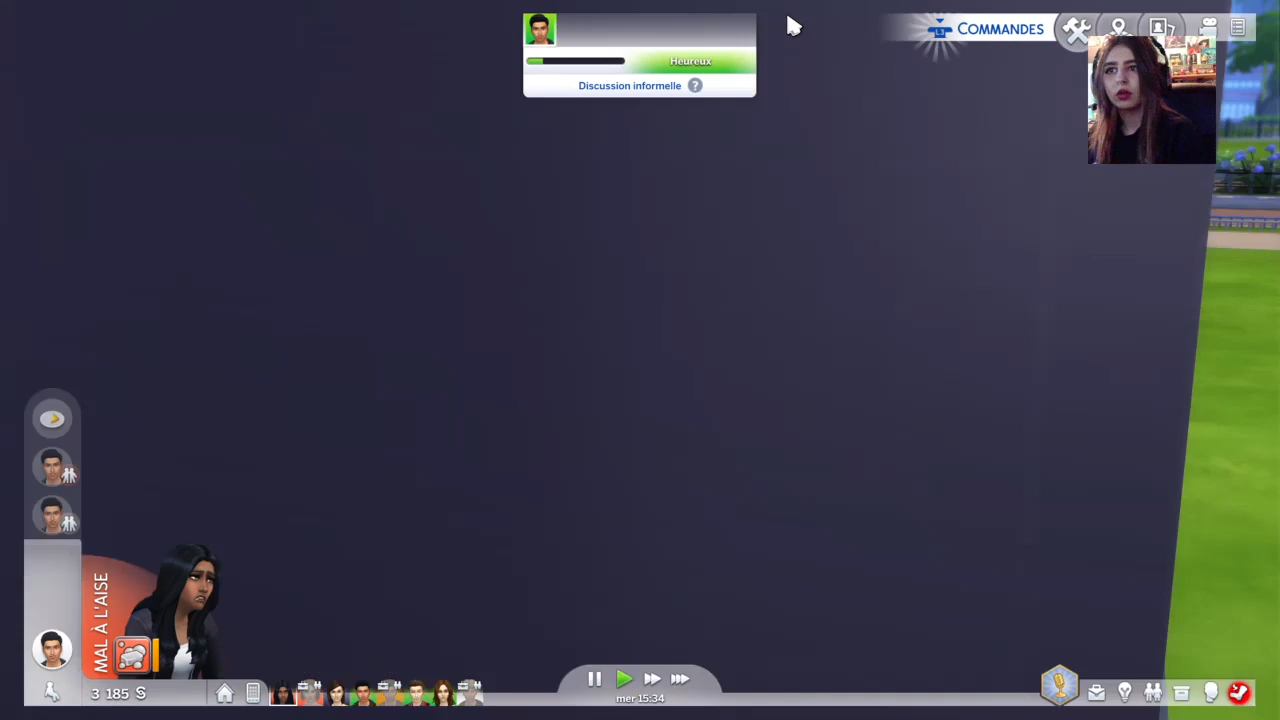 COMMANDES
Heureux
Discussion informelle ?
MAL À L'AISE
3 185 S
mer 15:34